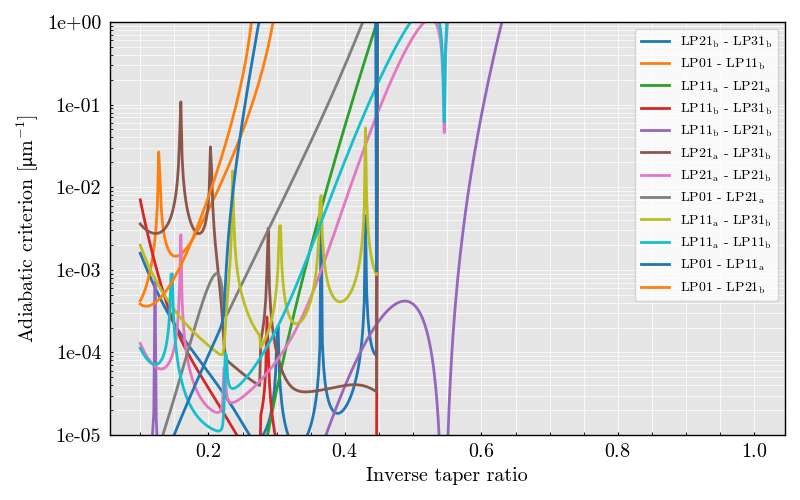 1e+00
1e-01
1e-02
1e-03
1e-04
1e-05
Adiabatic criterion [µm⁻¹]
0.2 0.4 0.6 0.8 1.0
Inverse taper ratio
LP21b - LP31b
LP01 - LP11b
LP11a - LP21a
LP11b - LP31b
LP11b - LP21b
LP21a - LP31b
LP21a - LP21b
LP01 - LP21a
LP11a - LP31b
LP11a - LP11b
LP01 - LP11a
LP01 - LP21b